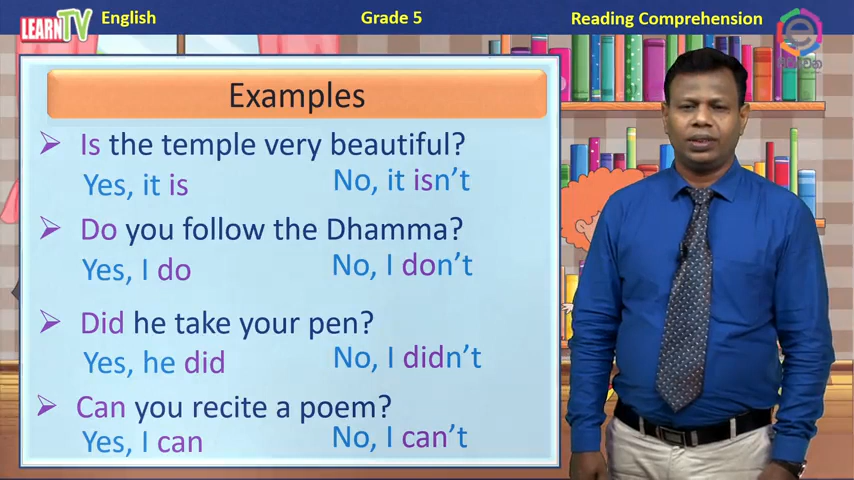 LEARN TV
English
Grade 5
Reading Comprehension
e
Examples
Is the temple very beautiful?
Yes, it is
No, it isn't
Do you follow the Dhamma?
Yes, I do
No, I don't
Did he take your pen?
Yes, he did
No, I didn't
Can you recite a poem?
Yes, I can
No, I can't